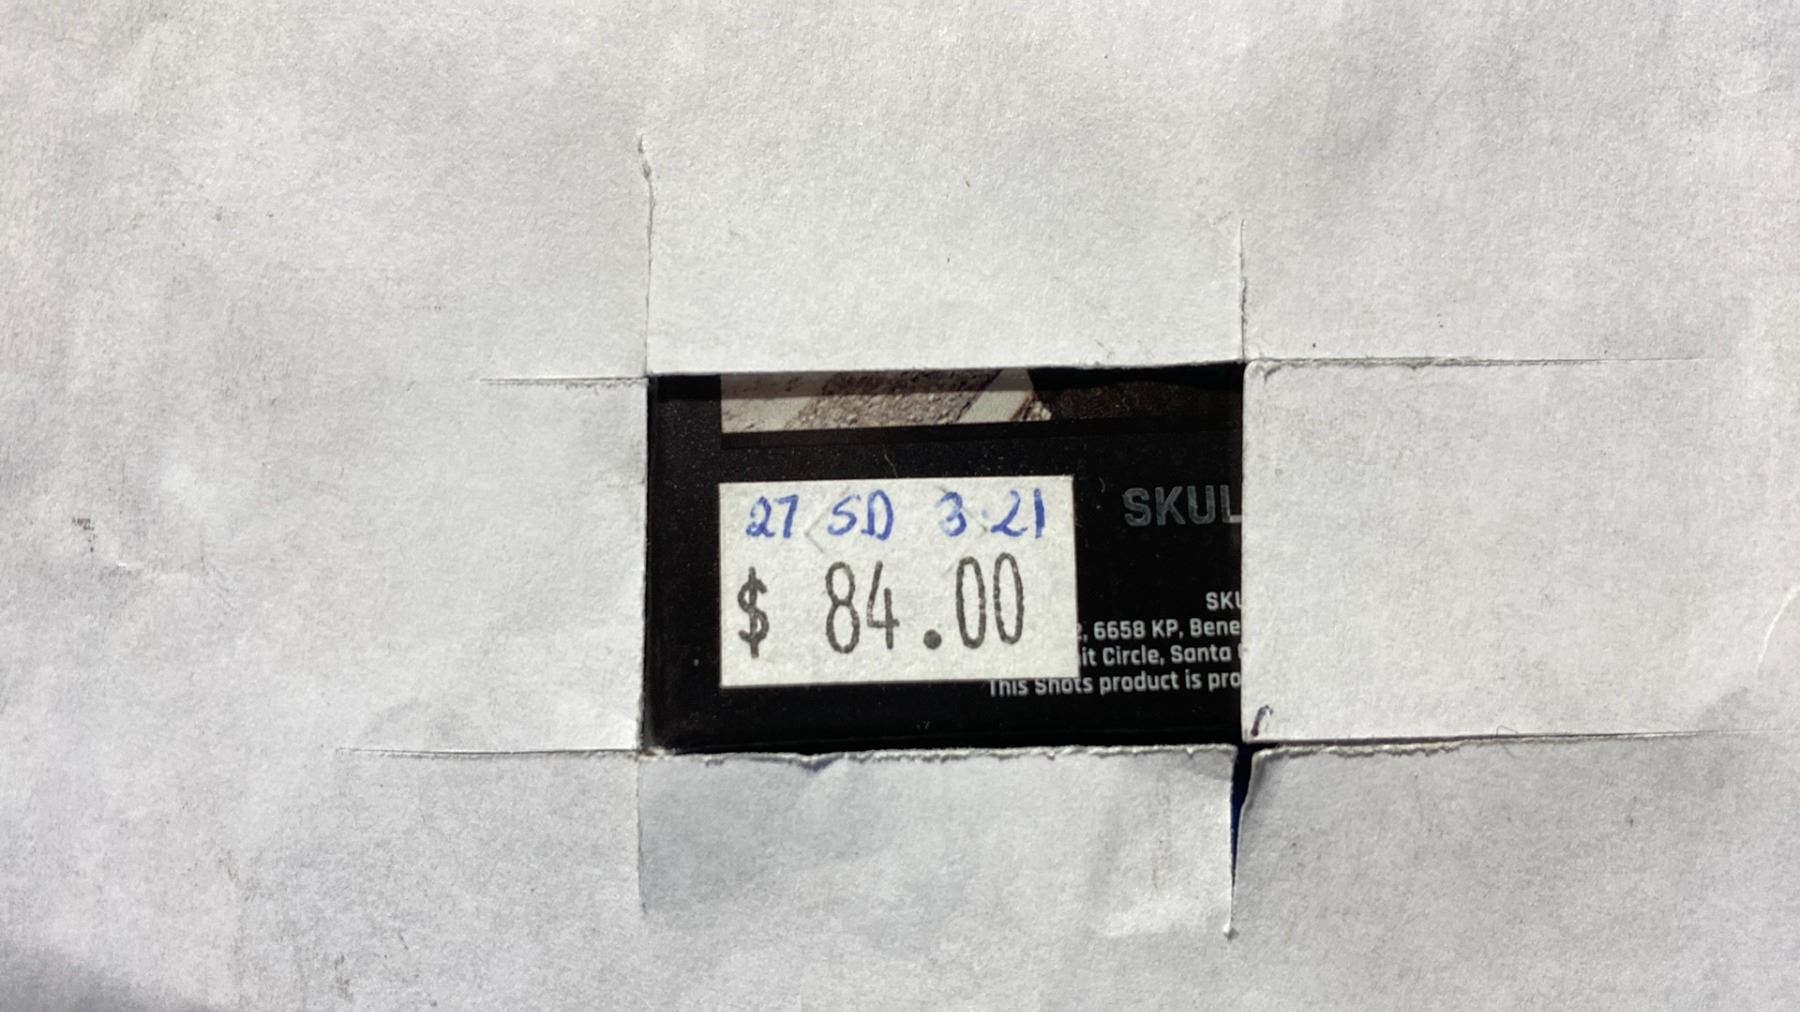 27 SD 3.21
$ 84.00
SKUL
SKU
2, 6658 KP, Bene
it Circle, Santa
This Shots product is pro